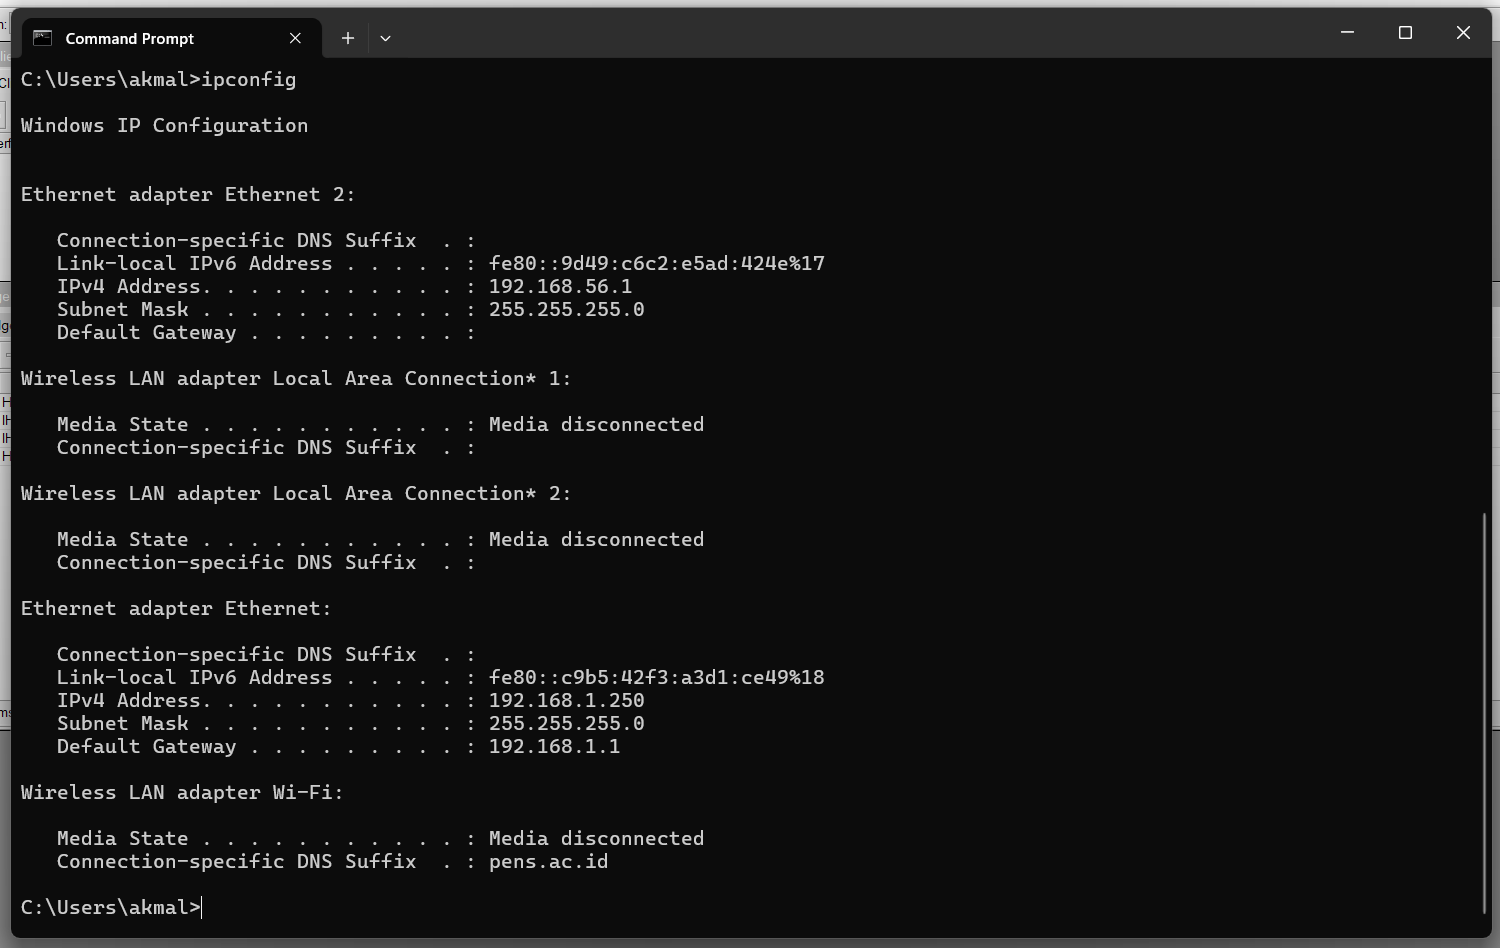 Command Prompt
C:\Users\akmal>ipconfig
Windows IP Configuration
Ethernet adapter Ethernet 2:
Connection-specific DNS Suffix  . :
Link-local IPv6 Address . . . . . : fe80::9d49:c6c2:e5ad:424e%17
IPv4 Address. . . . . . . . . . . : 192.168.56.1
Subnet Mask . . . . . . . . . . . : 255.255.255.0
Default Gateway . . . . . . . . . :
Wireless LAN adapter Local Area Connection* 1:
Media State . . . . . . . . . . . : Media disconnected
Connection-specific DNS Suffix  . :
Wireless LAN adapter Local Area Connection* 2:
Media State . . . . . . . . . . . : Media disconnected
Connection-specific DNS Suffix  . :
Ethernet adapter Ethernet:
Connection-specific DNS Suffix  . :
Link-local IPv6 Address . . . . . : fe80::c9b5:42f3:a3d1:ce49%18
IPv4 Address. . . . . . . . . . . : 192.168.1.250
Subnet Mask . . . . . . . . . . . : 255.255.255.0
Default Gateway . . . . . . . . . : 192.168.1.1
Wireless LAN adapter Wi-Fi:
Media State . . . . . . . . . . . : Media disconnected
Connection-specific DNS Suffix  . : pens.ac.id
C:\Users\akmal>